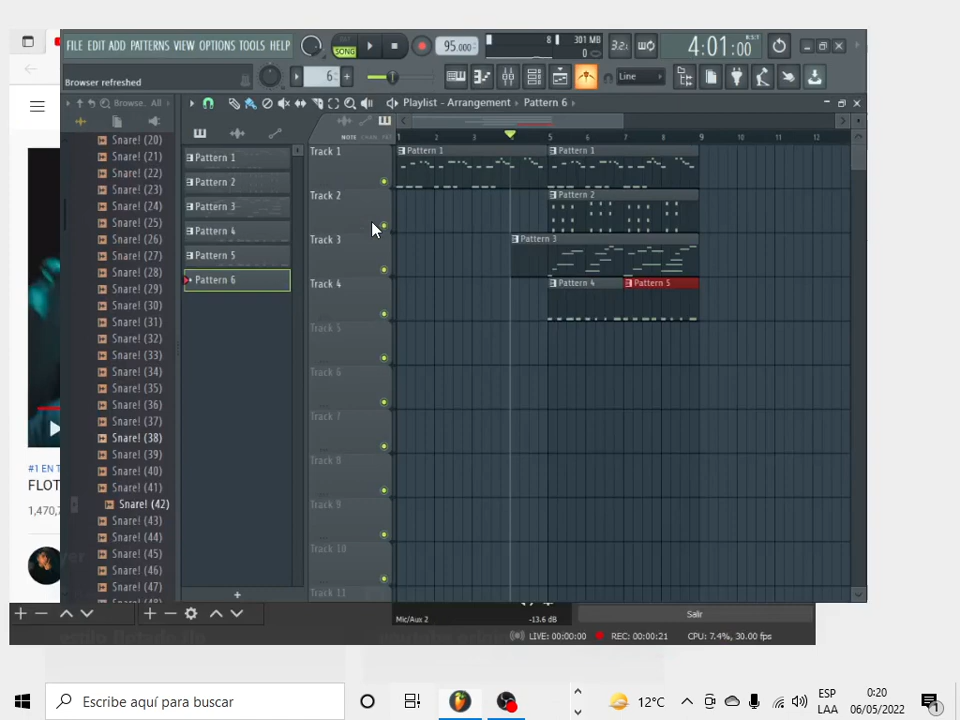 FILE EDIT ADD PATTERNS VIEW OPTIONS TOOLS HELP
SONG
95.000
8
301 MB
0
4:01:00
Browser refreshed
6
Line
Browse.. All
Playlist - Arrangement
Pattern 6
NOTE
1 2 3 4 5 6 7 8 9 10 11 12
Snare! (20)
Snare! (21)
Snare! (22)
Snare! (23)
Snare! (24)
Snare! (25)
Snare! (26)
Snare! (27)
Snare! (28)
Snare! (29)
Snare! (30)
Snare! (31)
Snare! (32)
Snare! (33)
Snare! (34)
Snare! (35)
Snare! (36)
Snare! (37)
Snare! (38)
Snare! (39)
Snare! (40)
Snare! (41)
Snare! (42)
Snare! (43)
Snare! (44)
Snare! (45)
Snare! (46)
Snare! (47)
Pattern 1
Pattern 2
Pattern 3
Pattern 4
Pattern 5
Pattern 6
Track 1
Pattern 1
Pattern 1
Track 2
Pattern 2
Track 3
Pattern 3
Track 4
Pattern 4
Pattern 5
Track 5
Track 6
Track 7
Track 8
Track 9
Track 10
Track 11
#1 EN T
FLOT
1,470,7
Mic/Aux 2
-13.6 dB
Salir
LIVE: 00:00:00
REC: 00:00:21
CPU: 7.4%, 30.00 fps
Escribe aquí para buscar
12°C
ESP
LAA
0:20
06/05/2022
1